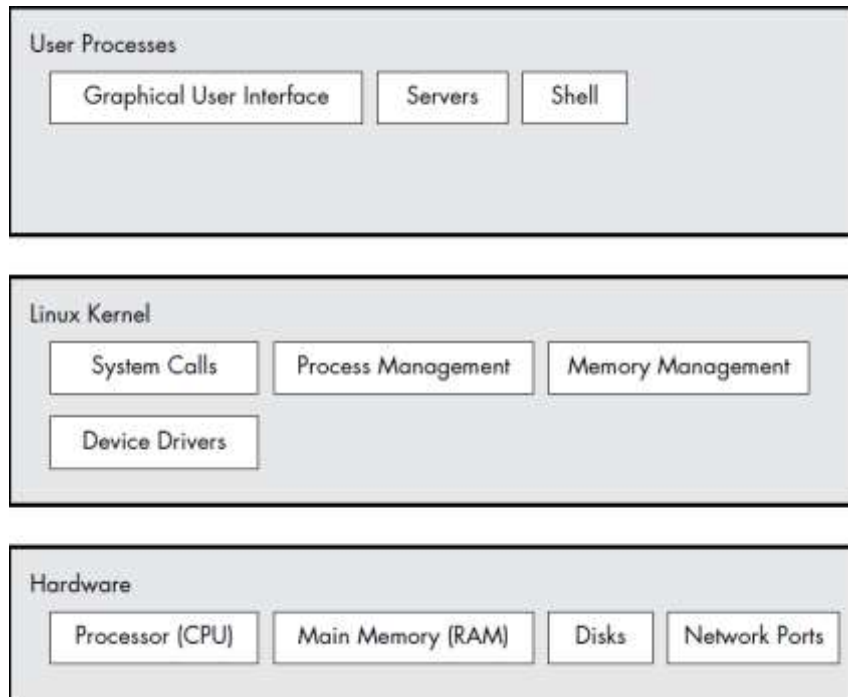 User Processes
Graphical User Interface
Servers
Shell
Linux Kernel
System Calls
Process Management
Memory Management
Device Drivers
Hardware
Processor (CPU)
Main Memory (RAM)
Disks
Network Ports